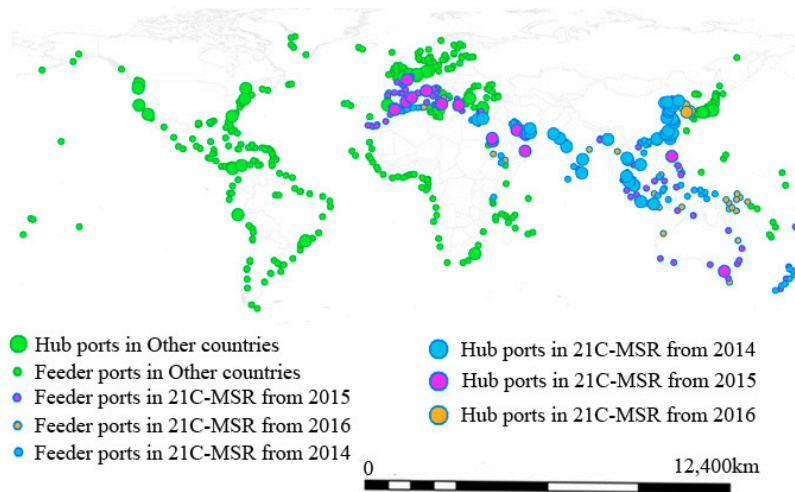 Hub ports in Other countries
Feeder ports in Other countries
Feeder ports in 21C-MSR from 2015
Feeder ports in 21C-MSR from 2016
Feeder ports in 21C-MSR from 2014
Hub ports in 21C-MSR from 2014
Hub ports in 21C-MSR from 2015
Hub ports in 21C-MSR from 2016
0 12,400km